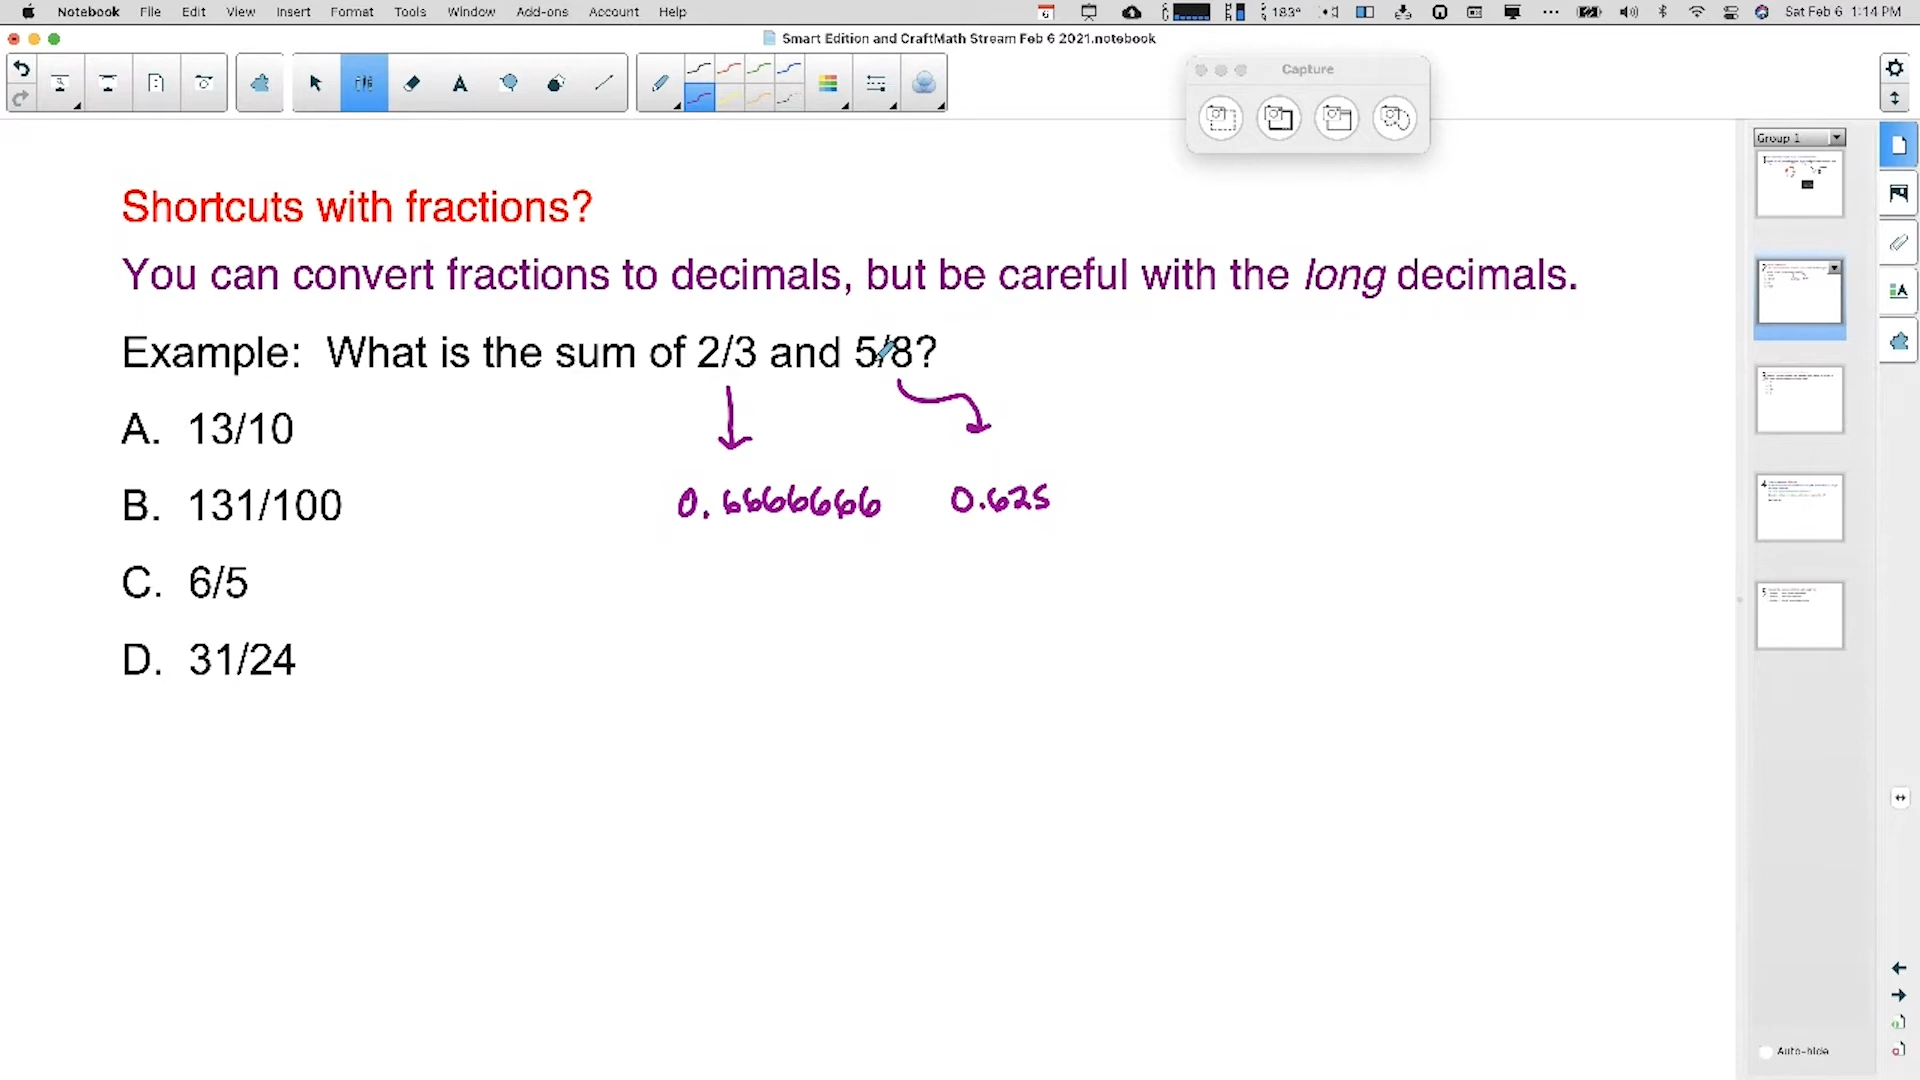 Notebook File Edit View Insert Format Tools Window Add-ons Account Help 183° Sat Feb 6 1:14 PM
Smart Edition and CraftMath Stream Feb 6 2021.notebook
Capture
Group 1
Shortcuts with fractions?
You can convert fractions to decimals, but be careful with the long decimals.
Example: What is the sum of 2/3 and 5/8?
A. 13/10
B. 131/100
C. 6/5
D. 31/24
0.6666666 0.625
Auto-hide